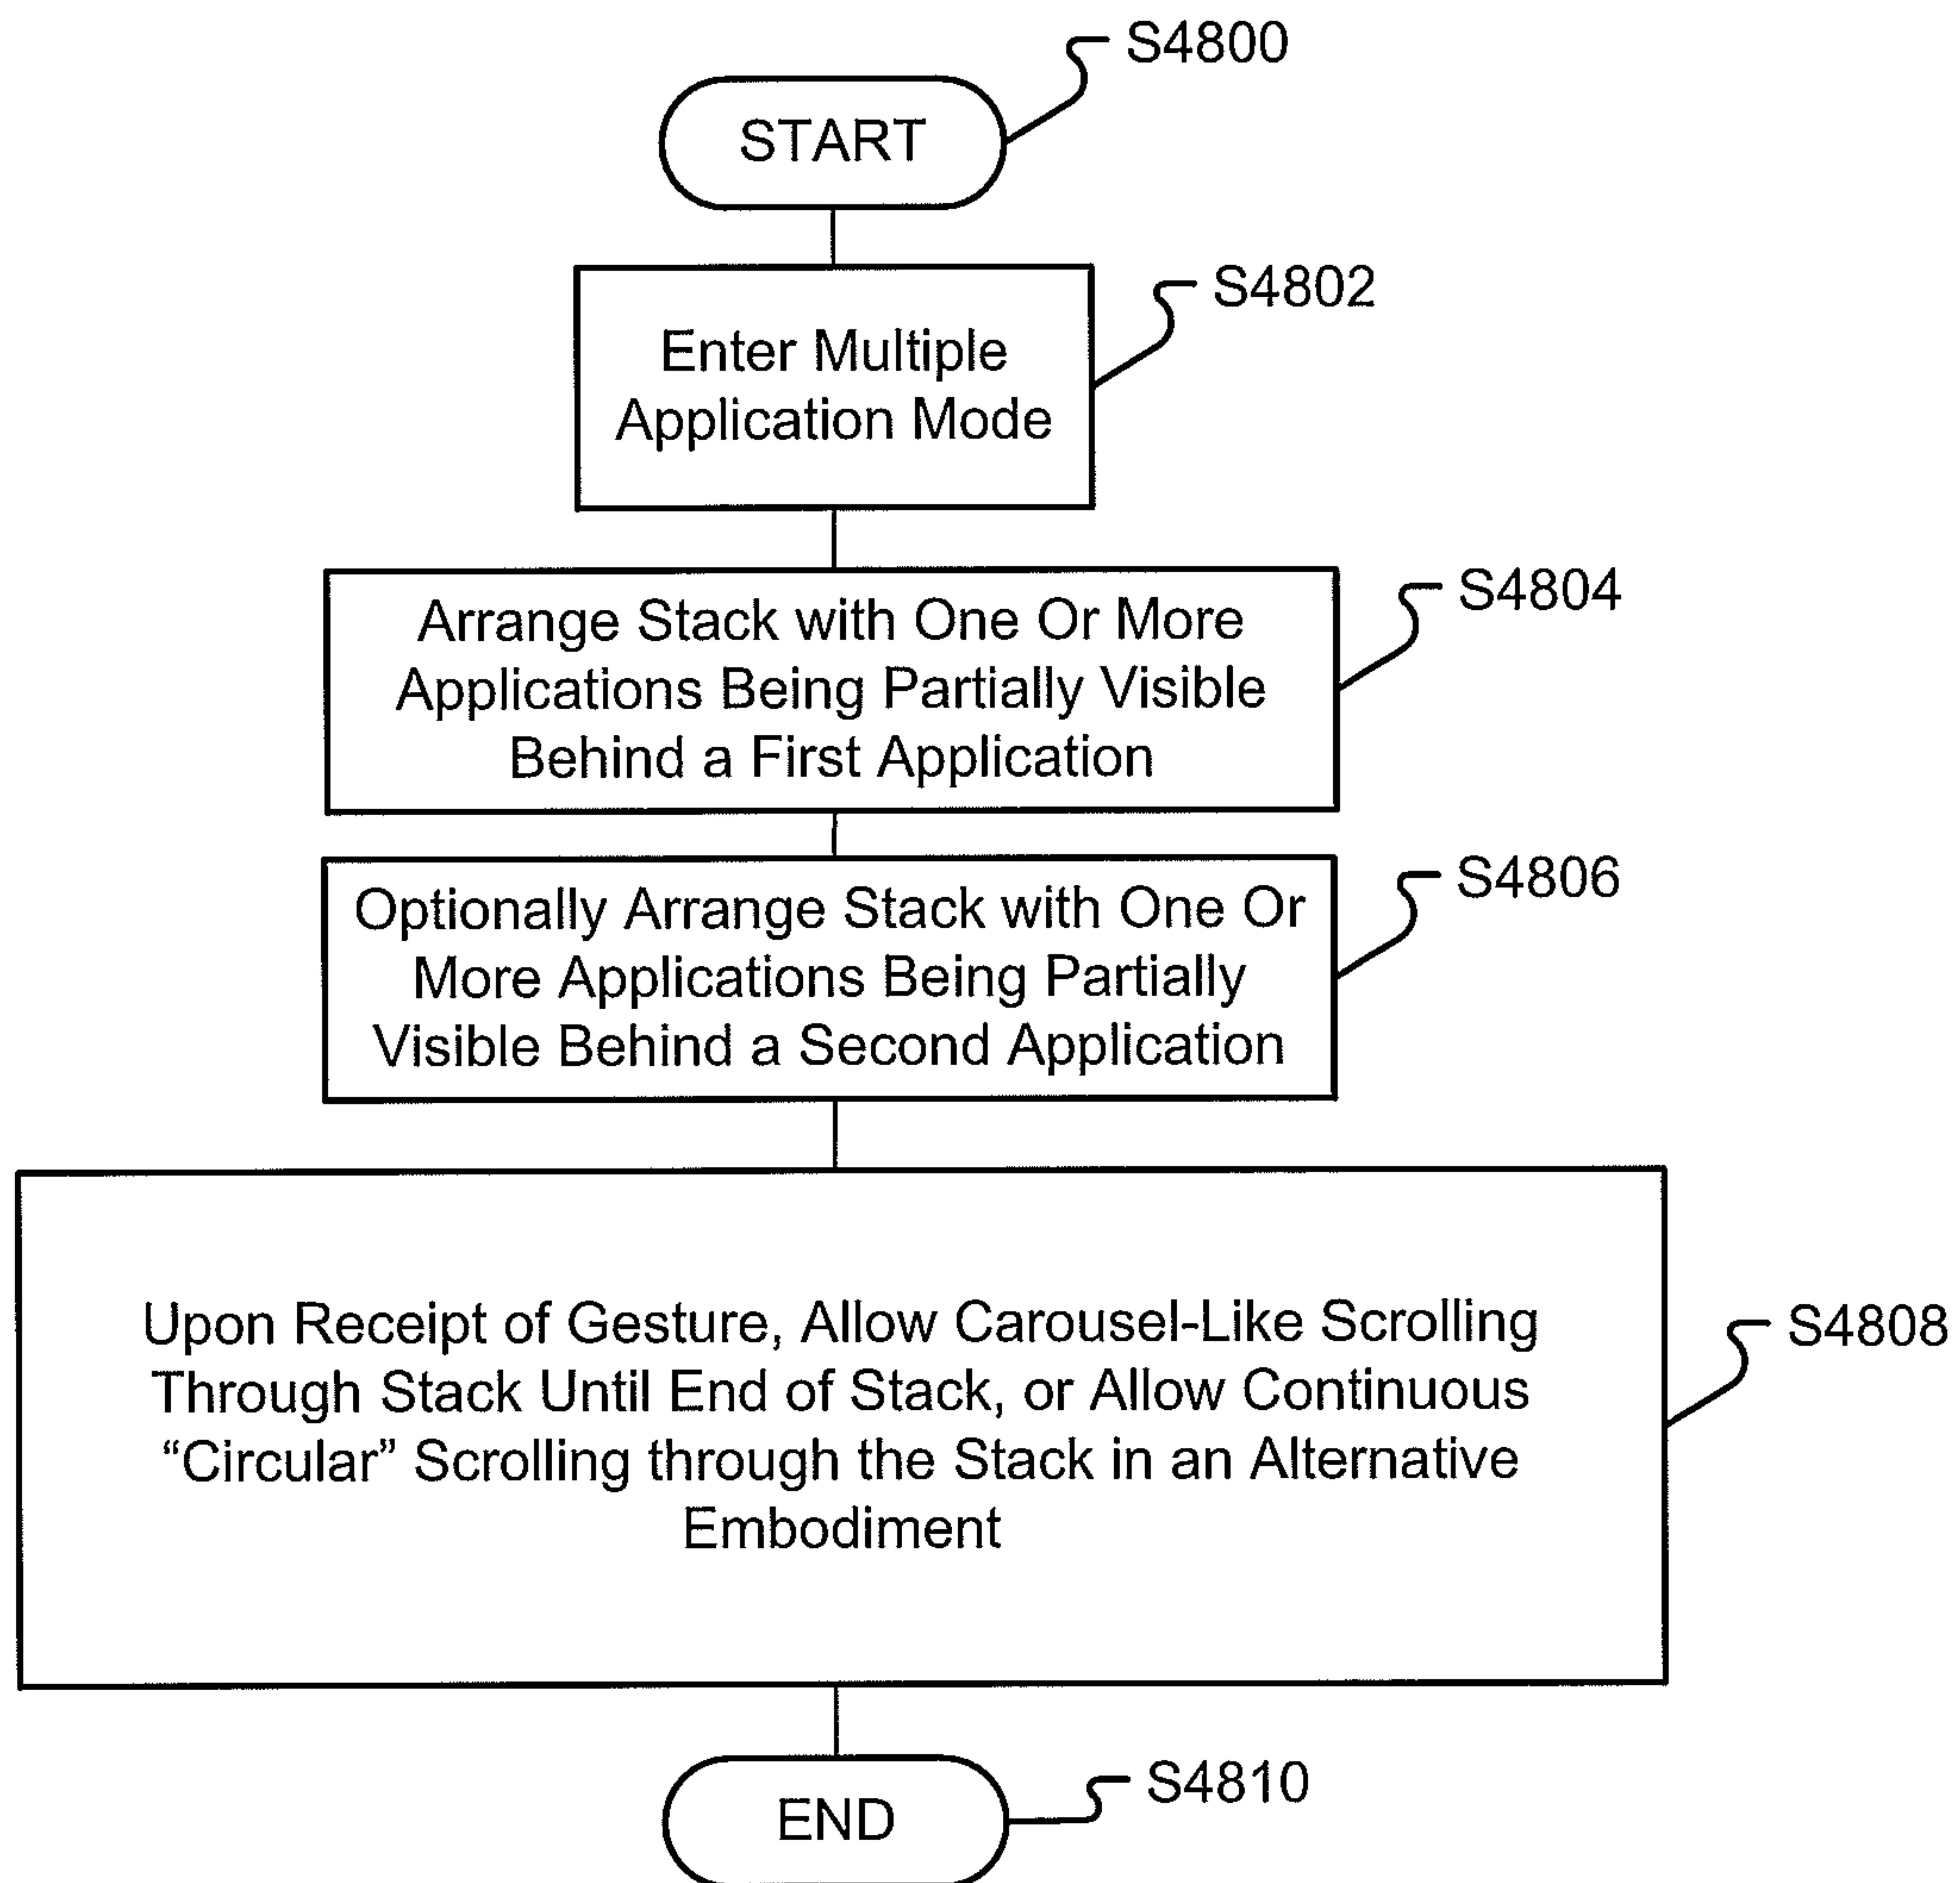 S4800
START
S4802
Enter Multiple
Application Mode
S4804
Arrange Stack with One Or More
Applications Being Partially Visible
Behind a First Application
S4806
Optionally Arrange Stack with One Or
More Applications Being Partially
Visible Behind a Second Application
S4808
Upon Receipt of Gesture, Allow Carousel-Like Scrolling
Through Stack Until End of Stack, or Allow Continuous
“Circular” Scrolling through the Stack in an Alternative
Embodiment
S4810
END